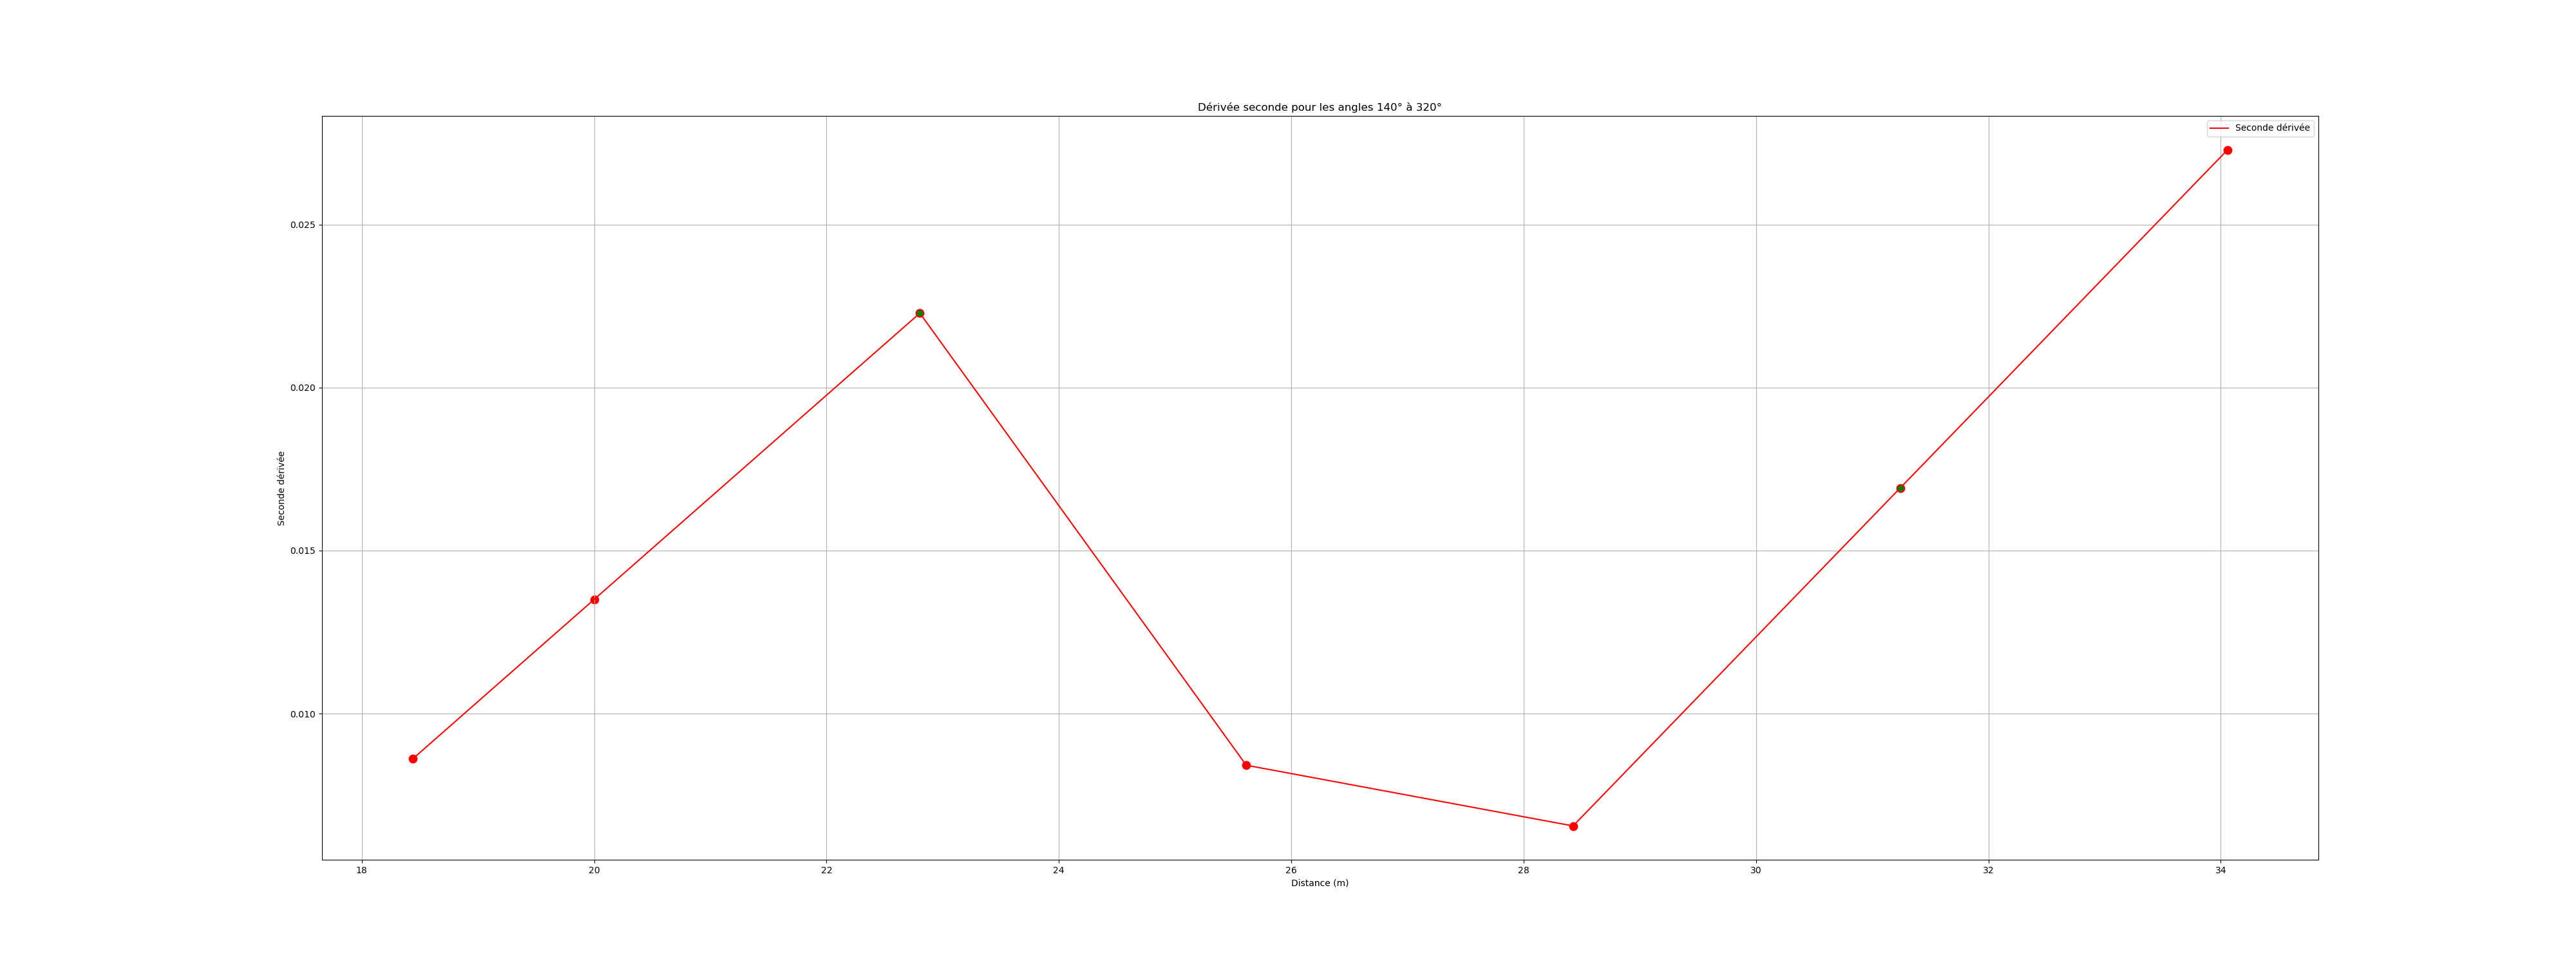 Dérivée seconde pour les angles 140° à 320°
Seconde dérivée
0.025
0.020
0.015
0.010
Seconde dérivée
18 20 22 24 26 28 30 32 34
Distance (m)